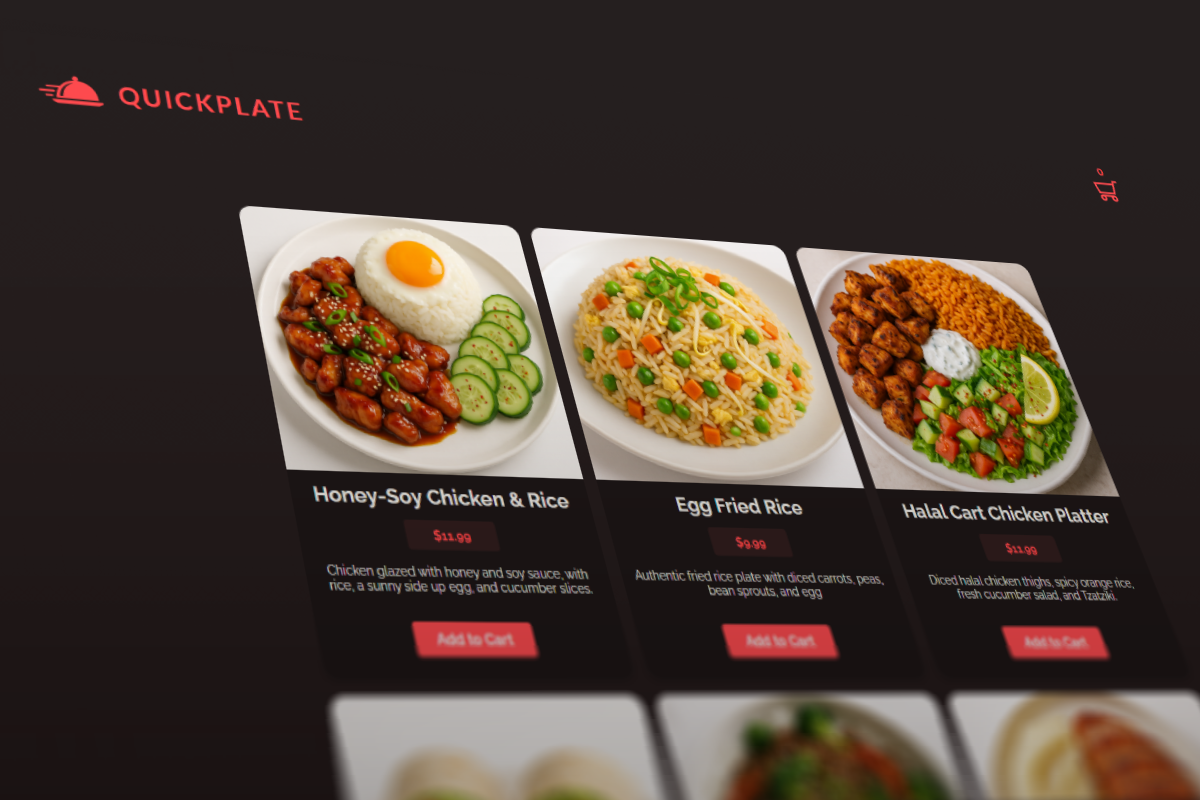 QUICKPLATE
0
Honey-Soy Chicken & Rice
$11.99
Chicken glazed with honey and soy sauce, with
rice, a sunny side up egg, and cucumber slices.
Add to Cart
Egg Fried Rice
$9.99
Authentic fried rice plate with diced carrots, peas,
bean sprouts, and egg
Add to Cart
Halal Cart Chicken Platter
$11.99
Diced halal chicken thighs, spicy orange rice,
fresh cucumber salad, and Tzatziki.
Add to Cart